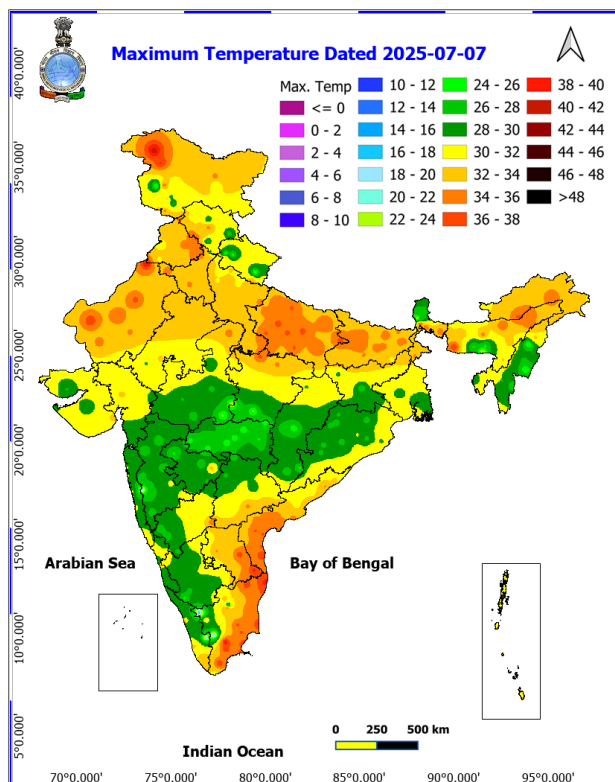 Maximum Temperature Dated 2025-07-07
Max. Temp
<= 0
0 - 2
2 - 4
4 - 6
6 - 8
8 - 10
10 - 12
12 - 14
14 - 16
16 - 18
18 - 20
20 - 22
22 - 24
24 - 26
26 - 28
28 - 30
30 - 32
32 - 34
34 - 36
36 - 38
38 - 40
40 - 42
42 - 44
44 - 46
46 - 48
>48
40°0.000'
35°0.000'
30°0.000'
25°0.000'
20°0.000'
15°0.000'
10°0.000'
5°0.000'
Arabian Sea
Bay of Bengal
0 250 500 km
Indian Ocean
70°0.000' 75°0.000' 80°0.000' 85°0.000' 90°0.000' 95°0.000'